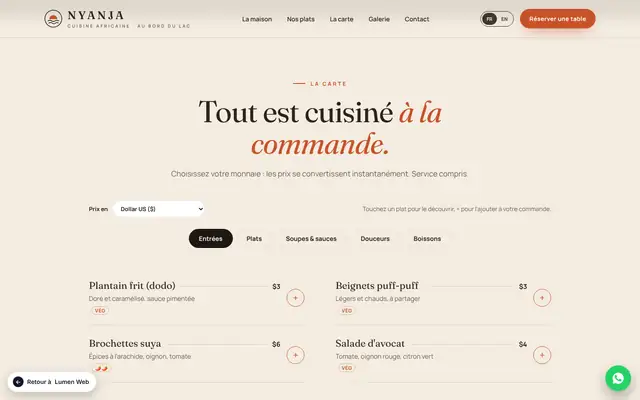 NYANJA
CUISINE AFRICAINE · AU BORD DU LAC
La maison
Nos plats
La carte
Galerie
Contact
FR
EN
Réserver une table
LA CARTE
Tout est cuisiné à la
commande.
Choisissez votre monnaie : les prix se convertissent instantanément. Service compris.
Prix en
Dollar US ($)
Touchez un plat pour le découvrir, + pour l'ajouter à votre commande.
Entrées
Plats
Soupes & sauces
Douceurs
Boissons
Plantain frit (dodo) $3
Doré et caramélisé, sauce pimentée
VÉG
+
Beignets puff-puff $3
Légers et chauds, à partager
VÉG
+
Brochettes suya $6
Épices à l'arachide, oignon, tomate
+
Salade d'avocat $4
Tomate, oignon rouge, citron vert
VÉG
+
Retour à Lumen Web